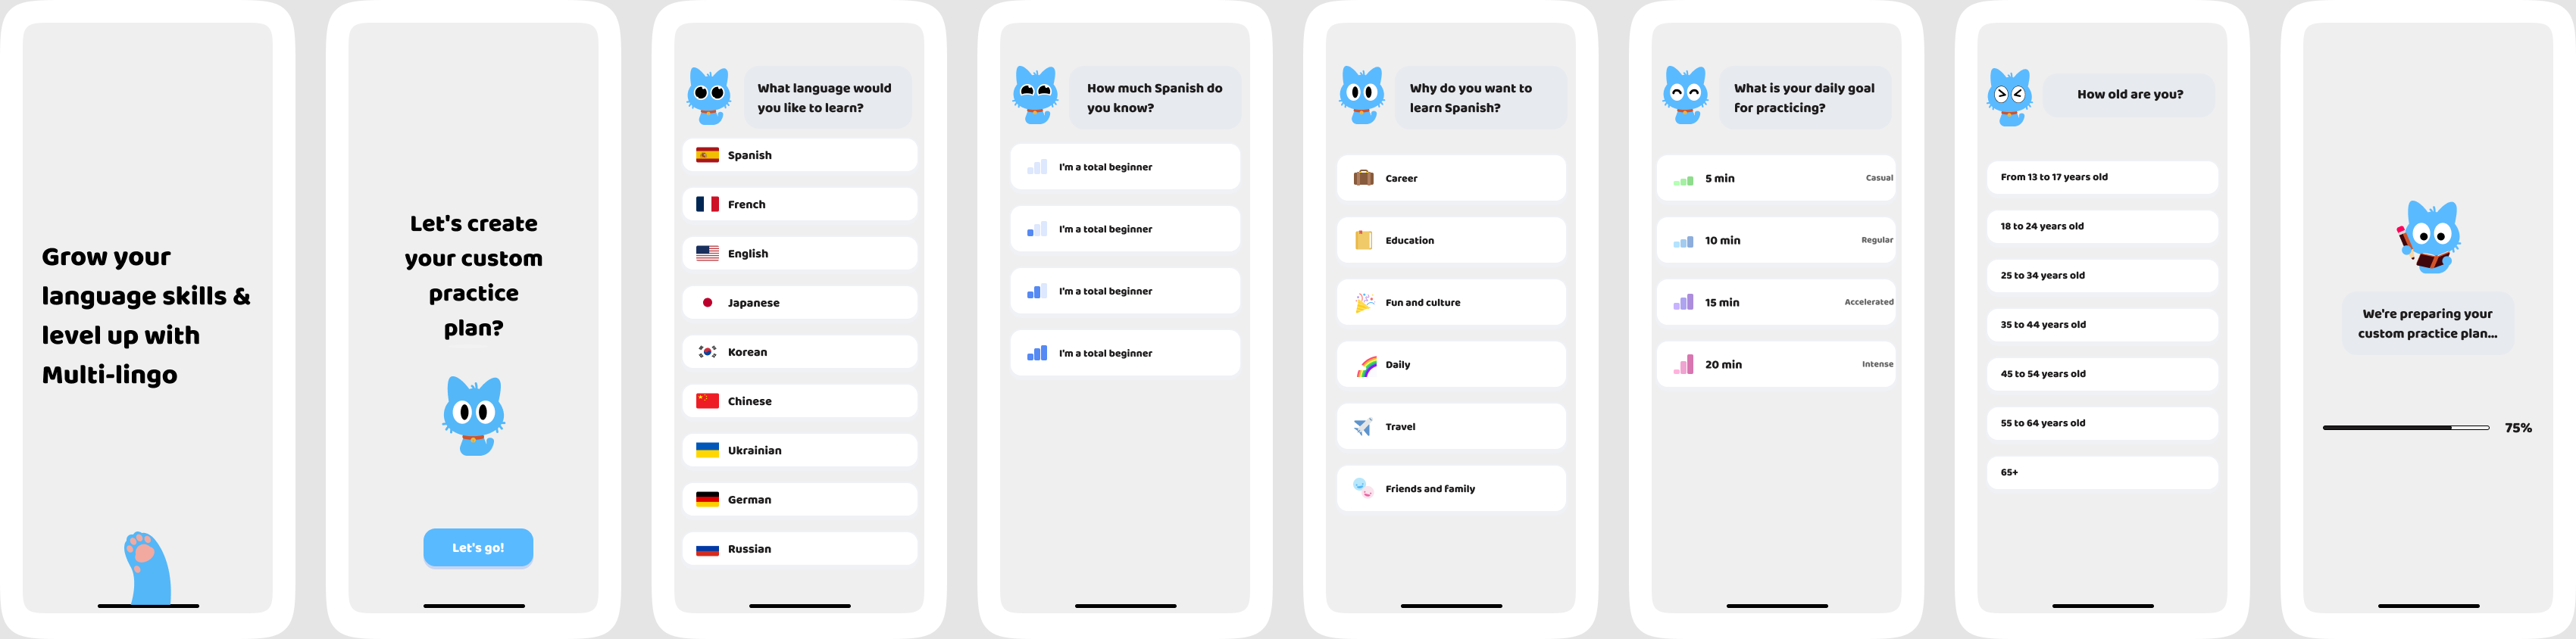 Grow your
language skills &
level up with
Multi-lingo
Let's create
your custom
practice
plan?
Let's go!
What language would
you like to learn?
Spanish
French
English
Japanese
Korean
Chinese
Ukrainian
German
Russian
How much Spanish do
you know?
I'm a total beginner
I'm a total beginner
I'm a total beginner
I'm a total beginner
Why do you want to
learn Spanish?
Career
Education
Fun and culture
Daily
Travel
Friends and family
What is your daily goal
for practicing?
5 min Casual
10 min Regular
15 min Accelerated
20 min Intense
How old are you?
From 13 to 17 years old
18 to 24 years old
25 to 34 years old
35 to 44 years old
45 to 54 years old
55 to 64 years old
65+
We're preparing your
custom practice plan...
75%